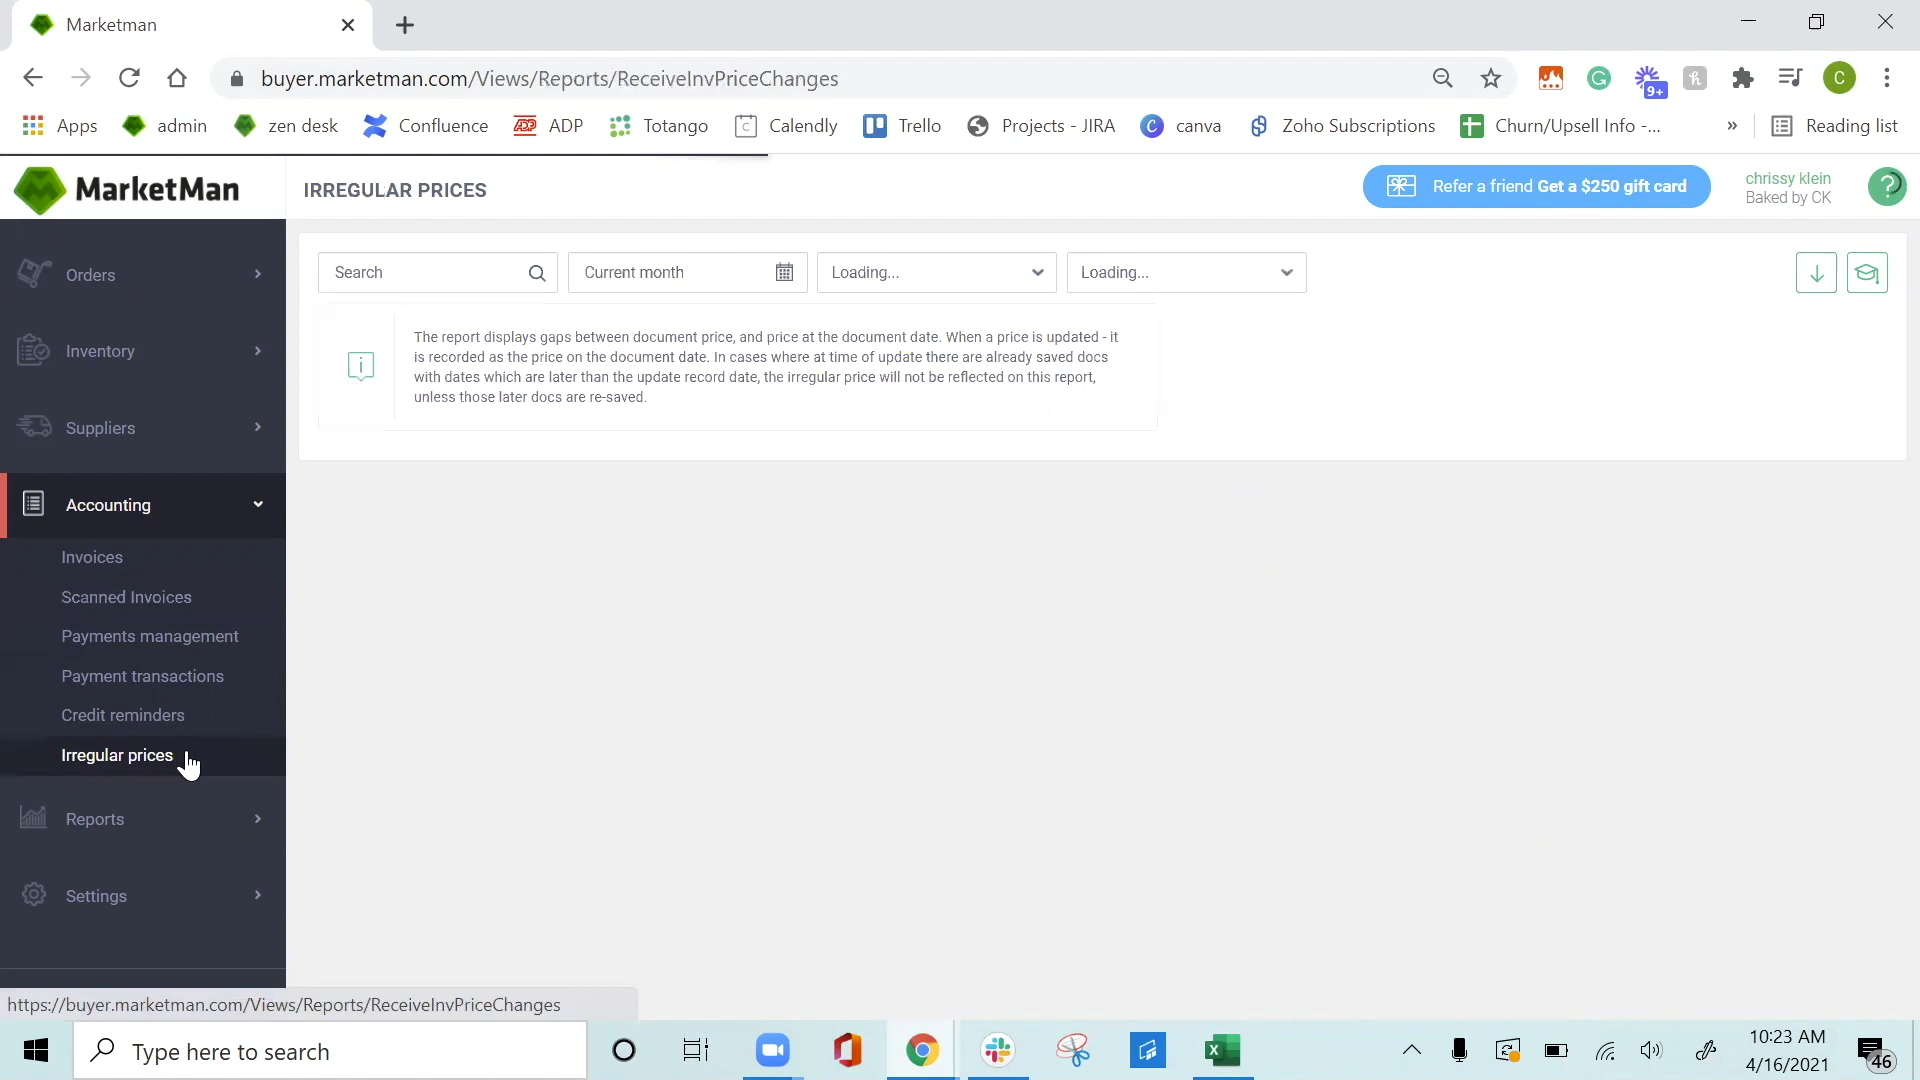 Marketman
buyer.marketman.com/Views/Reports/ReceiveInvPriceChanges
9+
C
Apps
admin
zen desk
Confluence
ADP
Totango
Calendly
Trello
Projects - JIRA
canva
Zoho Subscriptions
Churn/Upsell Info -...
»
Reading list
MarketMan
IRREGULAR PRICES
Refer a friend Get a $250 gift card
chrissy klein
Baked by CK
?
Orders
Inventory
Suppliers
Accounting
Invoices
Scanned Invoices
Payments management
Payment transactions
Credit reminders
Irregular prices
Reports
Settings
Search
Current month
Loading...
Loading...
The report displays gaps between document price, and price at the document date. When a price is updated - it
is recorded as the price on the document date. In cases where at time of update there are already saved docs
with dates which are later than the update record date, the irregular price will not be reflected on this report,
unless those later docs are re-saved.
https://buyer.marketman.com/Views/Reports/ReceiveInvPriceChanges
Type here to search
10:23 AM
4/16/2021
46